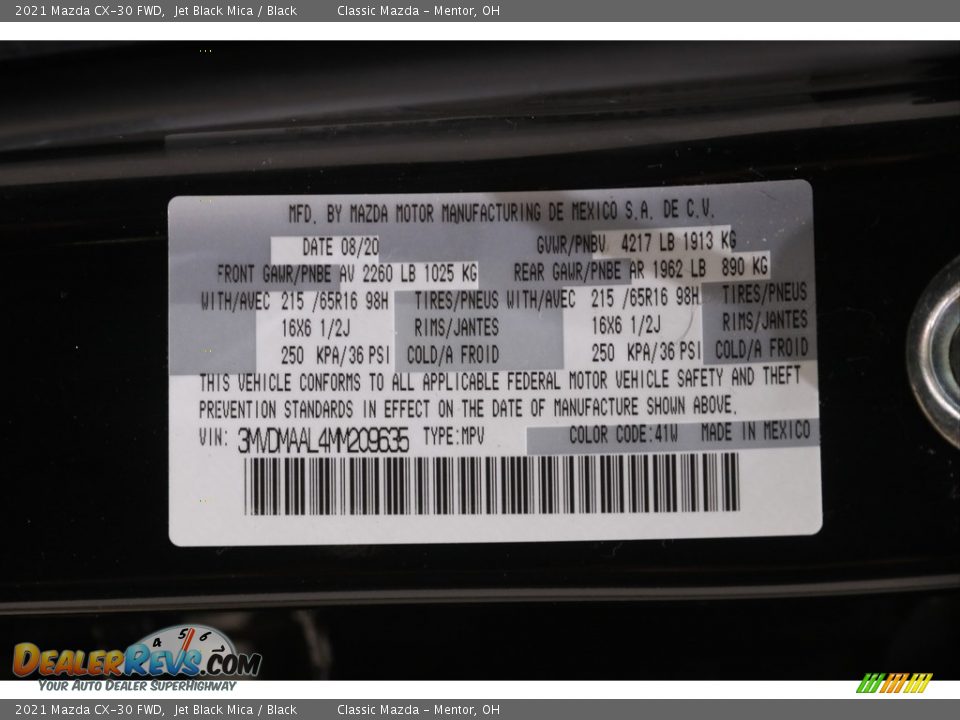 2021 Mazda CX-30 FWD, Jet Black Mica / Black Classic Mazda - Mentor, OH
MFD. BY MAZDA MOTOR MANUFACTURING DE MEXICO S.A. DE C.V.
DATE 08/20 GVWR/PNBV 4217 LB 1913 KG
FRONT GAWR/PNBE AV 2260 LB 1025 KG REAR GAWR/PNBE AR 1962 LB 890 KG
WITH/AVEC 215 /65R16 98H TIRES/PNEUS WITH/AVEC 215 /65R16 98H TIRES/PNEUS
16X6 1/2J RIMS/JANTES 16X6 1/2J RIMS/JANTES
250 KPA/36 PSI COLD/A FROID 250 KPA/36 PSI COLD/A FROID
THIS VEHICLE CONFORMS TO ALL APPLICABLE FEDERAL MOTOR VEHICLE SAFETY AND THEFT
PREVENTION STANDARDS IN EFFECT ON THE DATE OF MANUFACTURE SHOWN ABOVE.
VIN: 3MVDMAAL4MM209635 TYPE:MPV COLOR CODE:41W MADE IN MEXICO
4 5 6
DEALERREVS.COM
YOUR AUTO DEALER SUPERHIGHWAY
2021 Mazda CX-30 FWD, Jet Black Mica / Black Classic Mazda - Mentor, OH